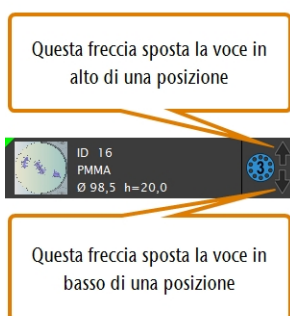 Questa freccia sposta la voce in
alto di una posizione
ID 16
PMMA
Ø 98,5 h=20,0
3
Questa freccia sposta la voce in
basso di una posizione